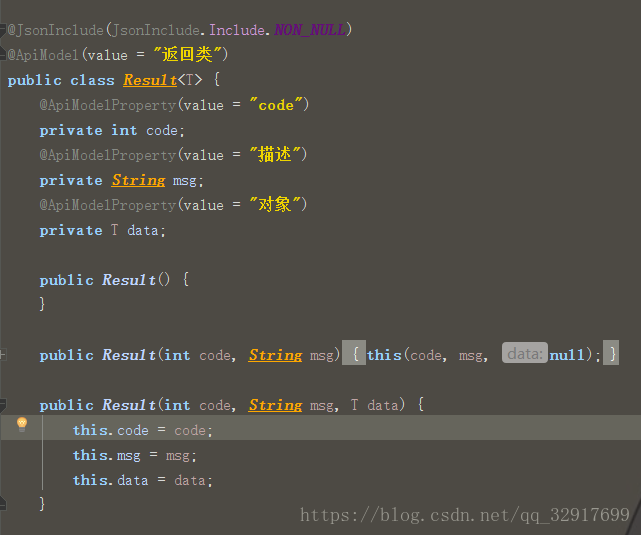 @JsonInclude(JsonInclude.Include.NON_NULL)
@ApiModel(value = "返回类")
public class Result<T> {
@ApiModelProperty(value = "code")
private int code;
@ApiModelProperty(value = "描述")
private String msg;
@ApiModelProperty(value = "对象")
private T data;
public Result() {
}
public Result(int code, String msg) { this(code, msg, data: null); }
public Result(int code, String msg, T data) {
this.code = code;
this.msg = msg;
this.data = data;
}
https://blog.csdn.net/qq_32917699